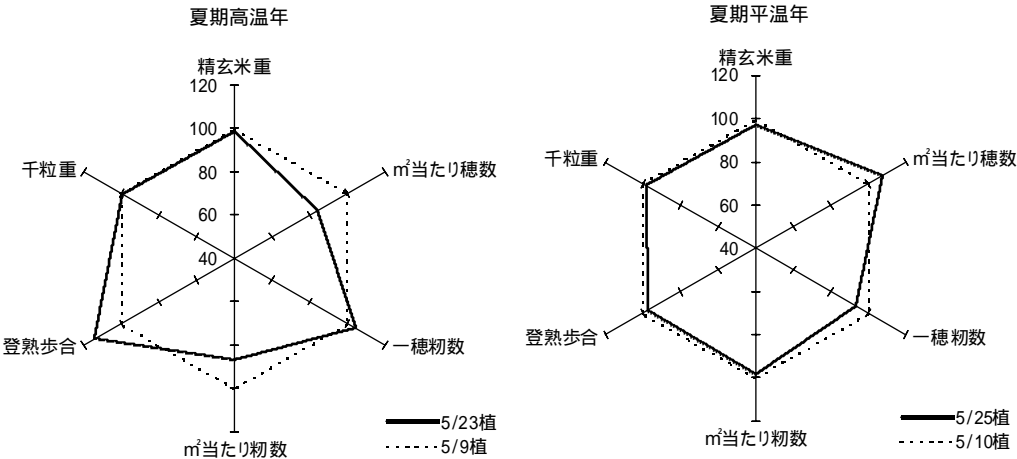 夏期高温年
精玄米重
120
100
80
60
40
㎡当たり穂数
一穂籾数
㎡当たり籾数
登熟歩合
千粒重
5/23植
5/9植
夏期平温年
精玄米重
120
100
80
60
40
㎡当たり穂数
一穂籾数
㎡当たり籾数
登熟歩合
千粒重
5/25植
5/10植